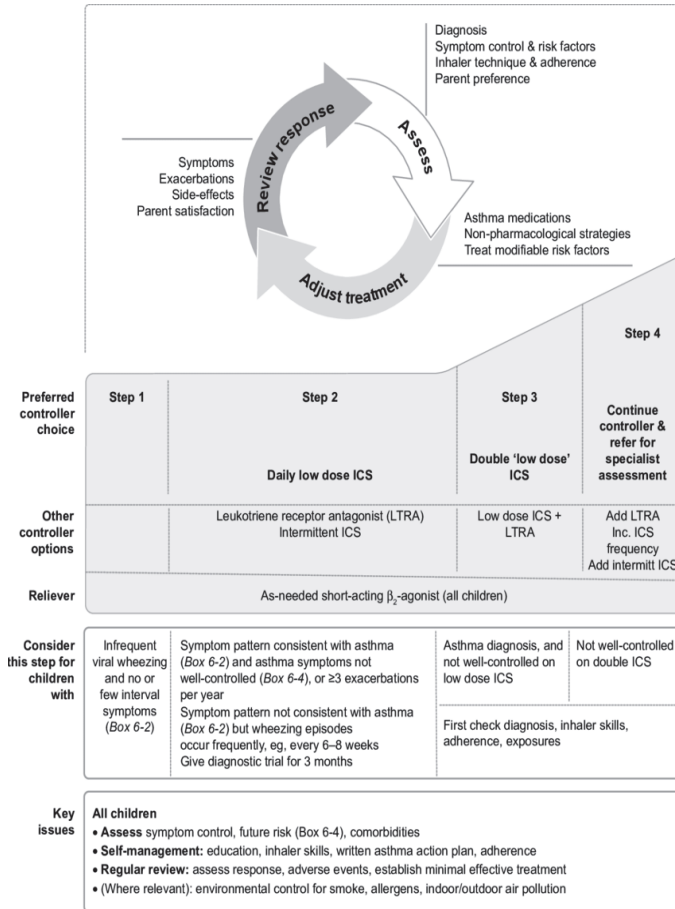 Diagnosis
Symptom control & risk factors
Inhaler technique & adherence
Parent preference
Review response
Assess
Adjust treatment
Symptoms
Exacerbations
Side-effects
Parent satisfaction
Asthma medications
Non-pharmacological strategies
Treat modifiable risk factors
Preferred
controller
choice
Step 1
Step 2
Daily low dose ICS
Step 3
Double ‘low dose’
ICS
Step 4
Continue
controller &
refer for
specialist
assessment
Other
controller
options
Leukotriene receptor antagonist (LTRA)
Intermittent ICS
Low dose ICS +
LTRA
Add LTRA
Inc. ICS
frequency
Add intermitt ICS
Reliever
As-needed short-acting β₂-agonist (all children)
Consider
this step for
children
with
Infrequent
viral wheezing
and no or
few interval
symptoms
(Box 6-2)
Symptom pattern consistent with asthma
(Box 6-2) and asthma symptoms not
well-controlled (Box 6-4), or ≥3 exacerbations
per year
Symptom pattern not consistent with asthma
(Box 6-2) but wheezing episodes
occur frequently, eg, every 6–8 weeks
Give diagnostic trial for 3 months
Asthma diagnosis, and
not well-controlled on
low dose ICS
Not well-controlled
on double ICS
First check diagnosis, inhaler skills,
adherence, exposures
Key
issues
All children
• Assess symptom control, future risk (Box 6-4), comorbidities
• Self-management: education, inhaler skills, written asthma action plan, adherence
• Regular review: assess response, adverse events, establish minimal effective treatment
• (Where relevant): environmental control for smoke, allergens, indoor/outdoor air pollution